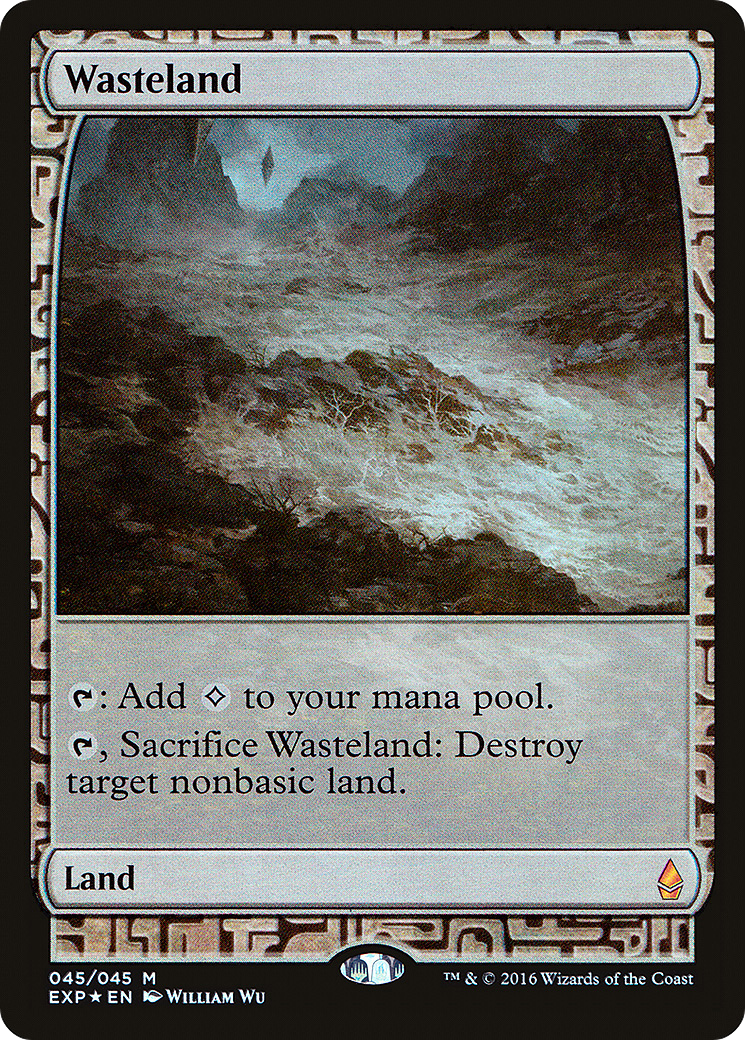 Wasteland
: Add to your mana pool.
, Sacrifice Wasteland: Destroy
target nonbasic land.
Land
045/045 M
EXP★EN William Wu
™ & © 2016 Wizards of the Coast